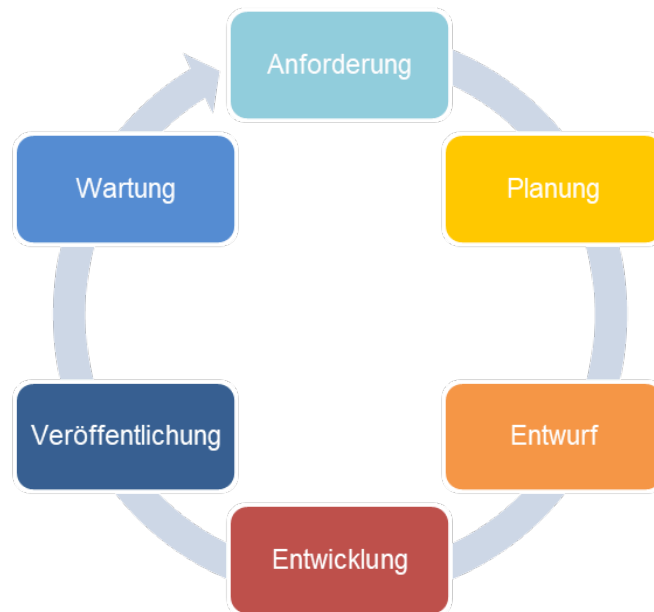 Anforderung
Planung
Entwurf
Entwicklung
Veröffentlichung
Wartung